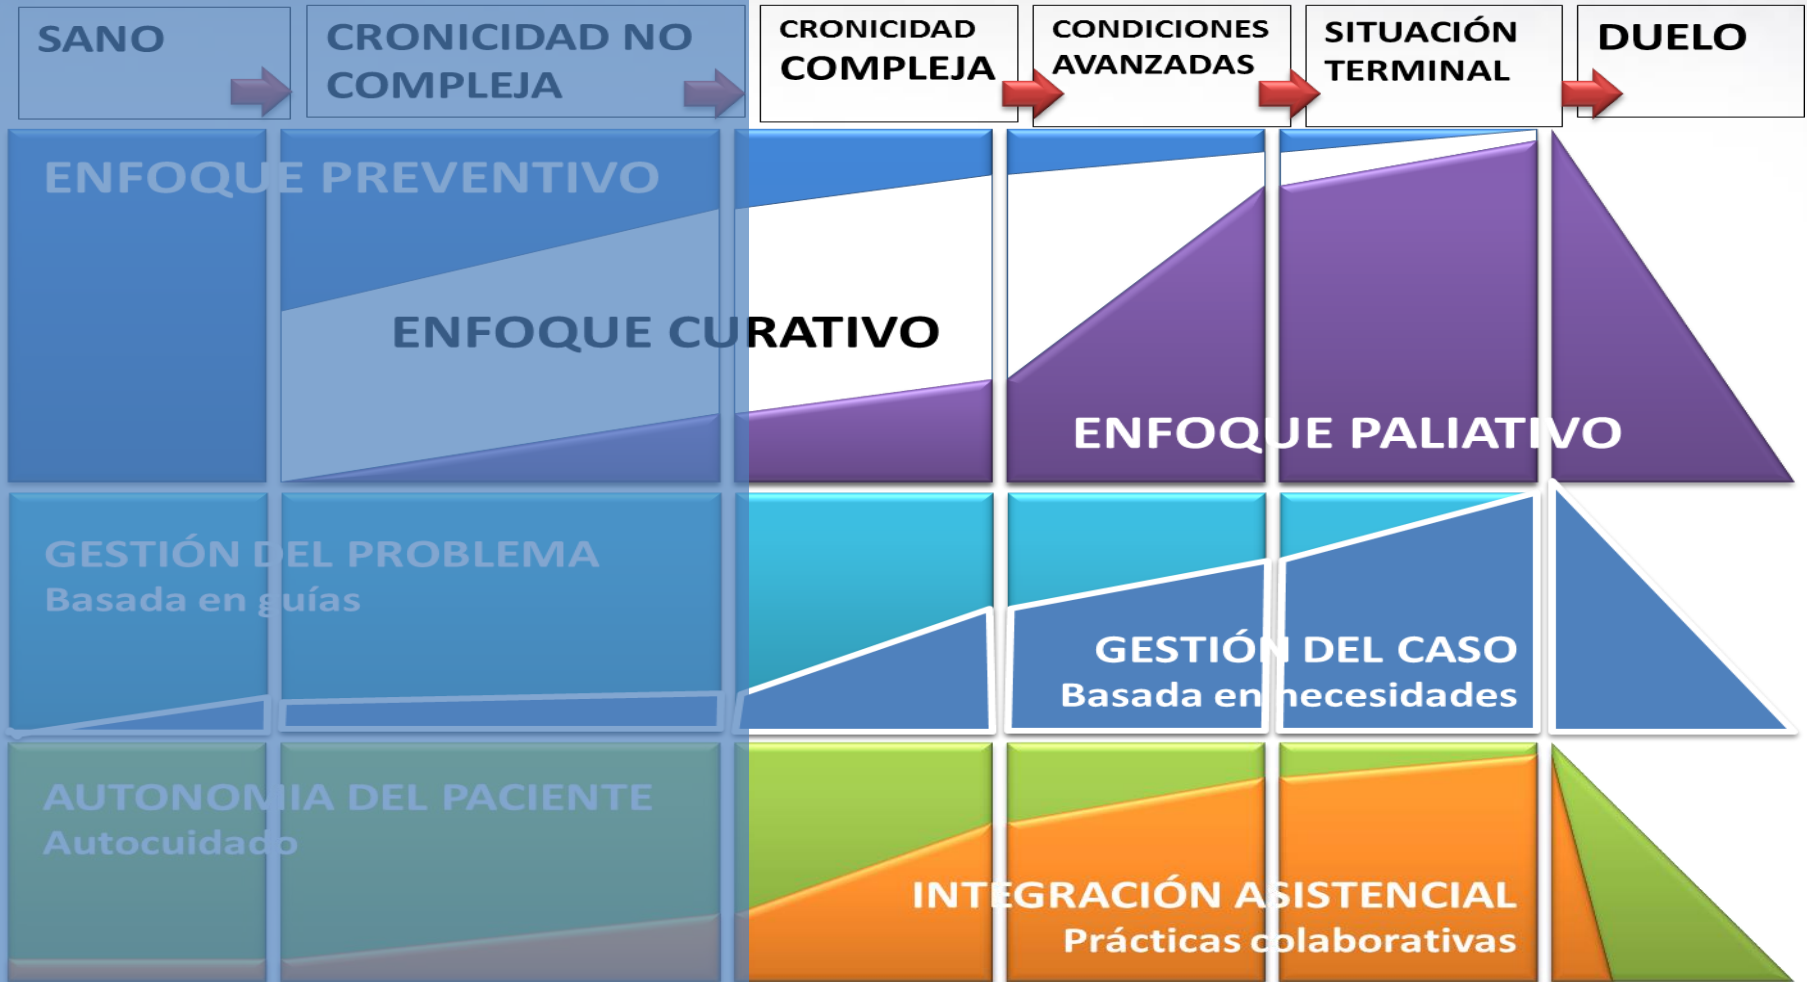 SANO
CRONICIDAD NO
COMPLEJA
CRONICIDAD
COMPLEJA
CONDICIONES
AVANZADAS
SITUACIÓN
TERMINAL
DUELO
ENFOQUE PREVENTIVO
ENFOQUE CURATIVO
ENFOQUE PALIATIVO
GESTIÓN DEL PROBLEMA
Basada en guías
GESTIÓN DEL CASO
Basada en necesidades
AUTONOMIA DEL PACIENTE
Autocuidado
INTEGRACIÓN ASISTENCIAL
Prácticas colaborativas